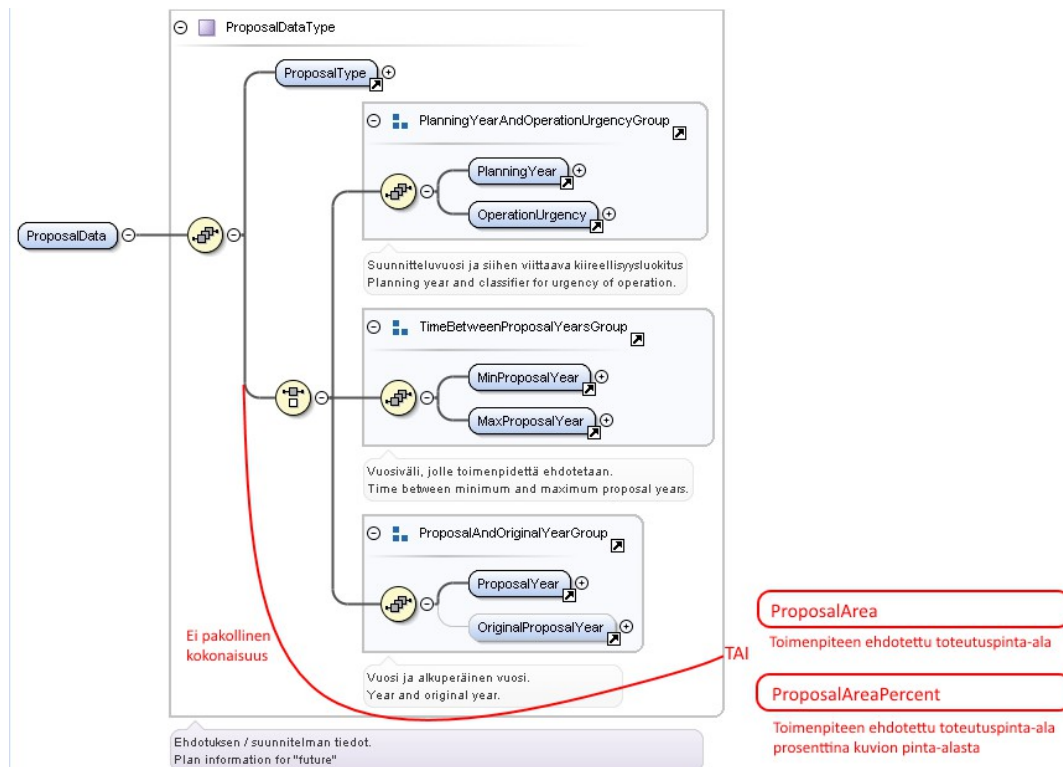 ProposalDataType
ProposalType
PlanningYearAndOperationUrgencyGroup
PlanningYear
OperationUrgency
ProposalData
Suunnitteluvuosi ja siihen viittaava kiireellisyysluokitus
Planning year and classifier for urgency of operation.
TimeBetweenProposalYearsGroup
MinProposalYear
MaxProposalYear
Vuosiväli, jolle toimenpidettä ehdotetaan.
Time between minimum and maximum proposal years.
ProposalAndOriginalYearGroup
ProposalYear
OriginalProposalYear
Ei pakollinen
kokonaisuus
Vuosi ja alkuperäinen vuosi.
Year and original year.
TAI
ProposalArea
Toimenpiteen ehdotettu toteutuspinta-ala
ProposalAreaPercent
Toimenpiteen ehdotettu toteutuspinta-ala
prosenttina kuvion pinta-alasta
Ehdotuksen / suunnitelman tiedot.
Plan information for "future"